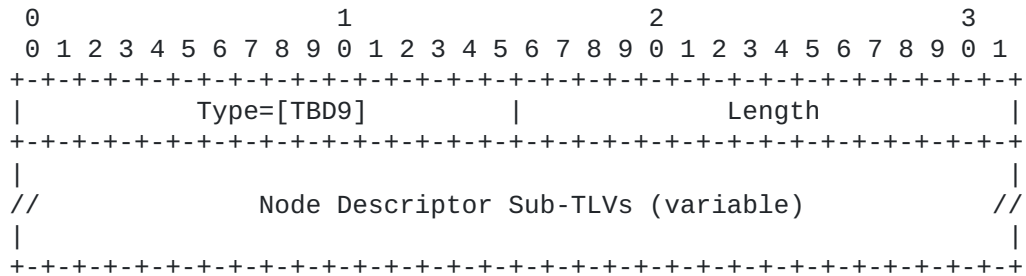 0                   1                   2                   3
 0 1 2 3 4 5 6 7 8 9 0 1 2 3 4 5 6 7 8 9 0 1 2 3 4 5 6 7 8 9 0 1
+-+-+-+-+-+-+-+-+-+-+-+-+-+-+-+-+-+-+-+-+-+-+-+-+-+-+-+-+-+-+-+-+
|           Type=[TBD9]         |             Length            |
+-+-+-+-+-+-+-+-+-+-+-+-+-+-+-+-+-+-+-+-+-+-+-+-+-+-+-+-+-+-+-+-+
|                                                               |
//              Node Descriptor Sub-TLVs (variable)            //
|                                                               |
+-+-+-+-+-+-+-+-+-+-+-+-+-+-+-+-+-+-+-+-+-+-+-+-+-+-+-+-+-+-+-+-+